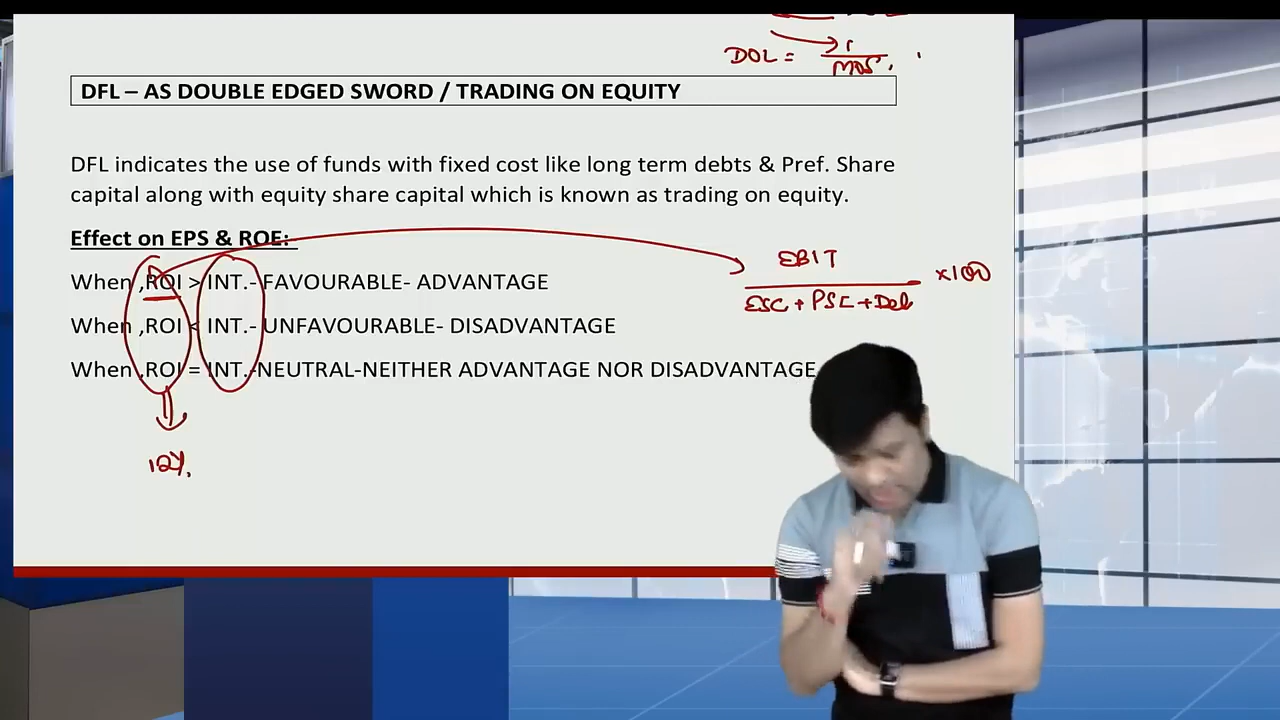 DOL = 1
MOS.
DFL – AS DOUBLE EDGED SWORD / TRADING ON EQUITY
DFL indicates the use of funds with fixed cost like long term debts & Pref. Share
capital along with equity share capital which is known as trading on equity.
Effect on EPS & ROE:
EBIT
ESC + PSC + Deb
×100
When ,ROI > INT.- FAVOURABLE- ADVANTAGE
When ,ROI < INT.- UNFAVOURABLE- DISADVANTAGE
When ,ROI = INT.-NEUTRAL-NEITHER ADVANTAGE NOR DISADVANTAGE
12%.